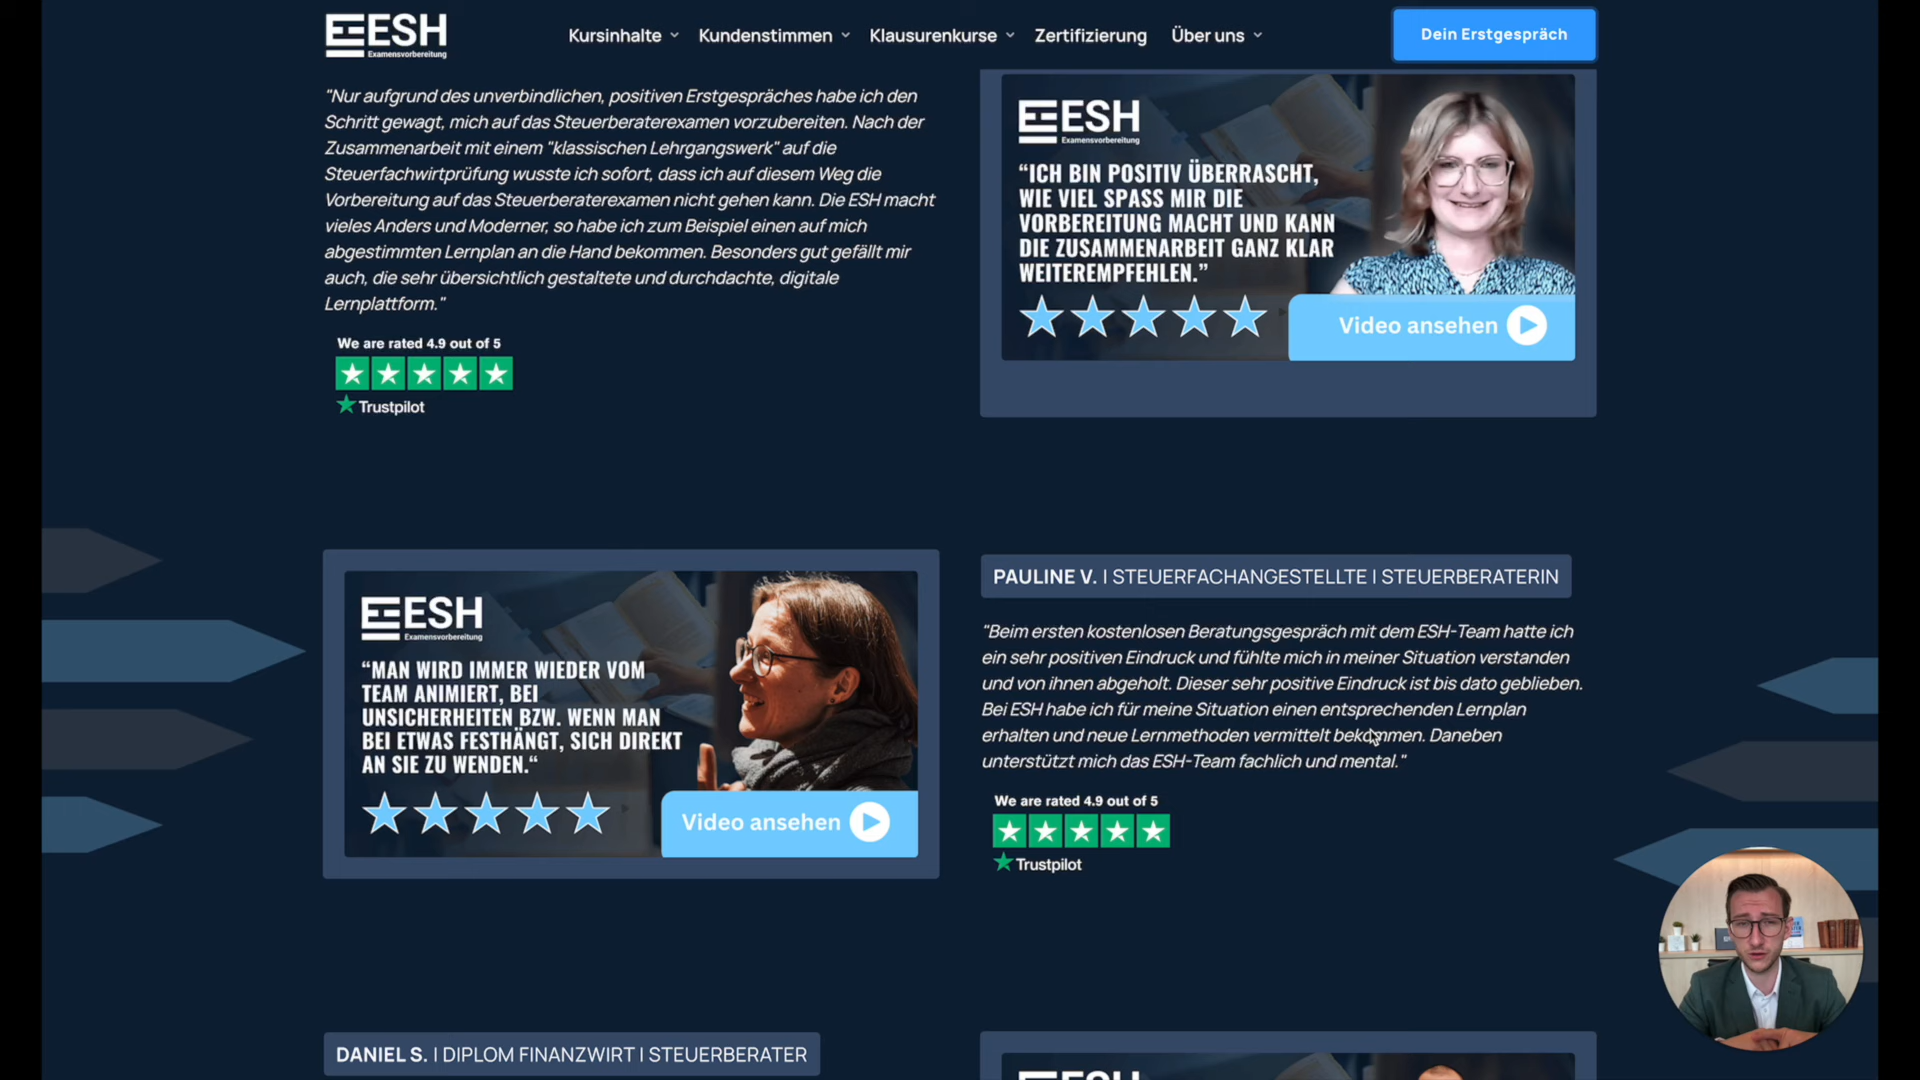 ESH
Examensvorbereitung
Kursinhalte
Kundenstimmen
Klausurenkurse
Zertifizierung
Über uns
Dein Erstgespräch
"Nur aufgrund des unverbindlichen, positiven Erstgespräches habe ich den
Schritt gewagt, mich auf das Steuerberaterexamen vorzubereiten. Nach der
Zusammenarbeit mit einem "klassischen Lehrgangswerk" auf die
Steuerfachwirtprüfung wusste ich sofort, dass ich auf diesem Weg die
Vorbereitung auf das Steuerberaterexamen nicht gehen kann. Die ESH macht
vieles Anders und Moderner, so habe ich zum Beispiel einen auf mich
abgestimmten Lernplan an die Hand bekommen. Besonders gut gefällt mir
auch, die sehr übersichtlich gestaltete und durchdachte, digitale
Lernplattform."
We are rated 4.9 out of 5
Trustpilot
ESH
Examensvorbereitung
“ICH BIN POSITIV ÜBERRASCHT,
WIE VIEL SPASS MIR DIE
VORBEREITUNG MACHT UND KANN
DIE ZUSAMMENARBEIT GANZ KLAR
WEITEREMPFEHLEN.”
Video ansehen
ESH
Examensvorbereitung
“MAN WIRD IMMER WIEDER VOM
TEAM ANIMIERT, BEI
UNSICHERHEITEN BZW. WENN MAN
BEI ETWAS FESTHÄNGT, SICH DIREKT
AN SIE ZU WENDEN.“
Video ansehen
PAULINE V. I STEUERFACHANGESTELLTE I STEUERBERATERIN
"Beim ersten kostenlosen Beratungsgespräch mit dem ESH-Team hatte ich
ein sehr positiven Eindruck und fühlte mich in meiner Situation verstanden
und von ihnen abgeholt. Dieser sehr positive Eindruck ist bis dato geblieben.
Bei ESH habe ich für meine Situation einen entsprechenden Lernplan
erhalten und neue Lernmethoden vermittelt bekommen. Daneben
unterstützt mich das ESH-Team fachlich und mental."
We are rated 4.9 out of 5
Trustpilot
DANIEL S. I DIPLOM FINANZWIRT I STEUERBERATER
ESH